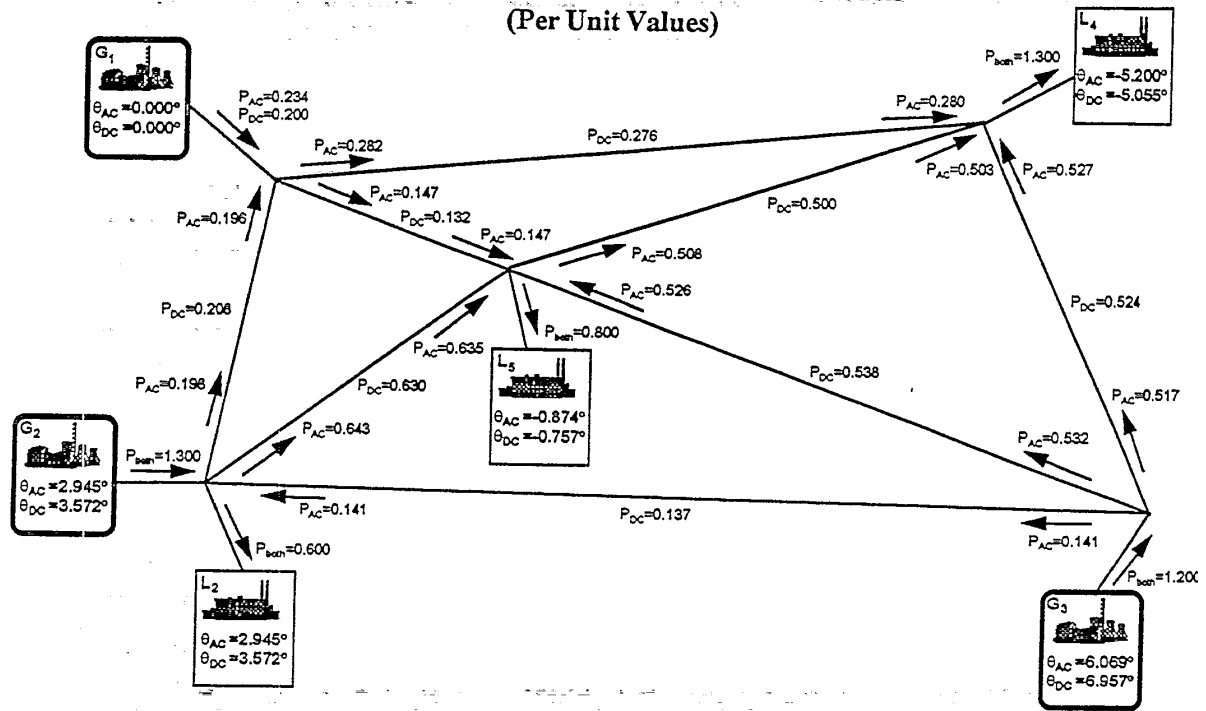 (Per Unit Values)
G1
θAC=0.000°
θDC=0.000°
PAC=0.234
PDC=0.200
PAC=0.282
PDC=0.276
PAC=0.280
Pboth=1.300
L4
θAC=-5.200°
θDC=-5.055°
PAC=0.147
PDC=0.132
PAC=0.147
PAC=0.503
PAC=0.527
PDC=0.500
PAC=0.196
PAC=0.508
PAC=0.526
PDC=0.208
PDC=0.524
Pboth=0.800
PAC=0.635
L5
θAC=-0.874°
θDC=-0.757°
PDC=0.630
PDC=0.538
PAC=0.198
PAC=0.517
PAC=0.643
PAC=0.532
G2
θAC=2.945°
θDC=3.572°
Pboth=1.300
PAC=0.141
PDC=0.137
PAC=0.141
Pboth=0.600
Pboth=1.200
L2
θAC=2.945°
θDC=3.572°
G3
θAC=6.069°
θDC=6.957°